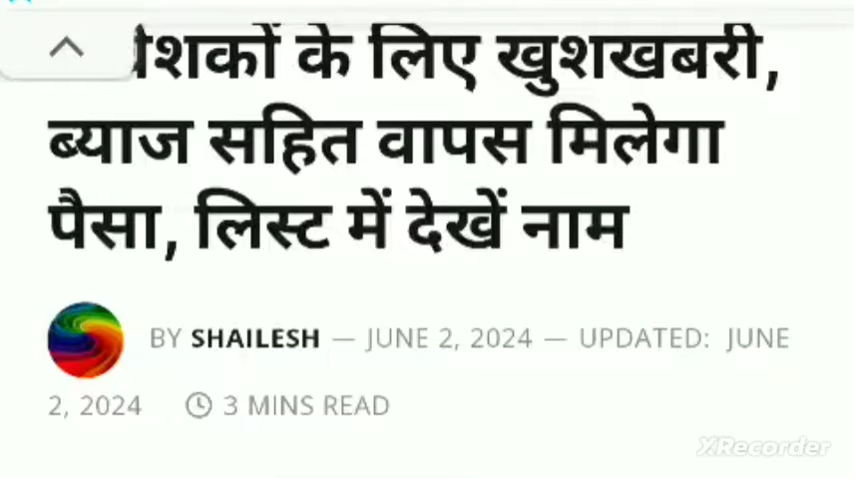 के लिए खुशखबरी,
ब्याज सहित वापस मिलेगा
पैसा, लिस्ट में देखें नाम
BY SHAILESH — JUNE 2, 2024 — UPDATED: JUNE
2, 2024 3 MINS READ
XRecorder